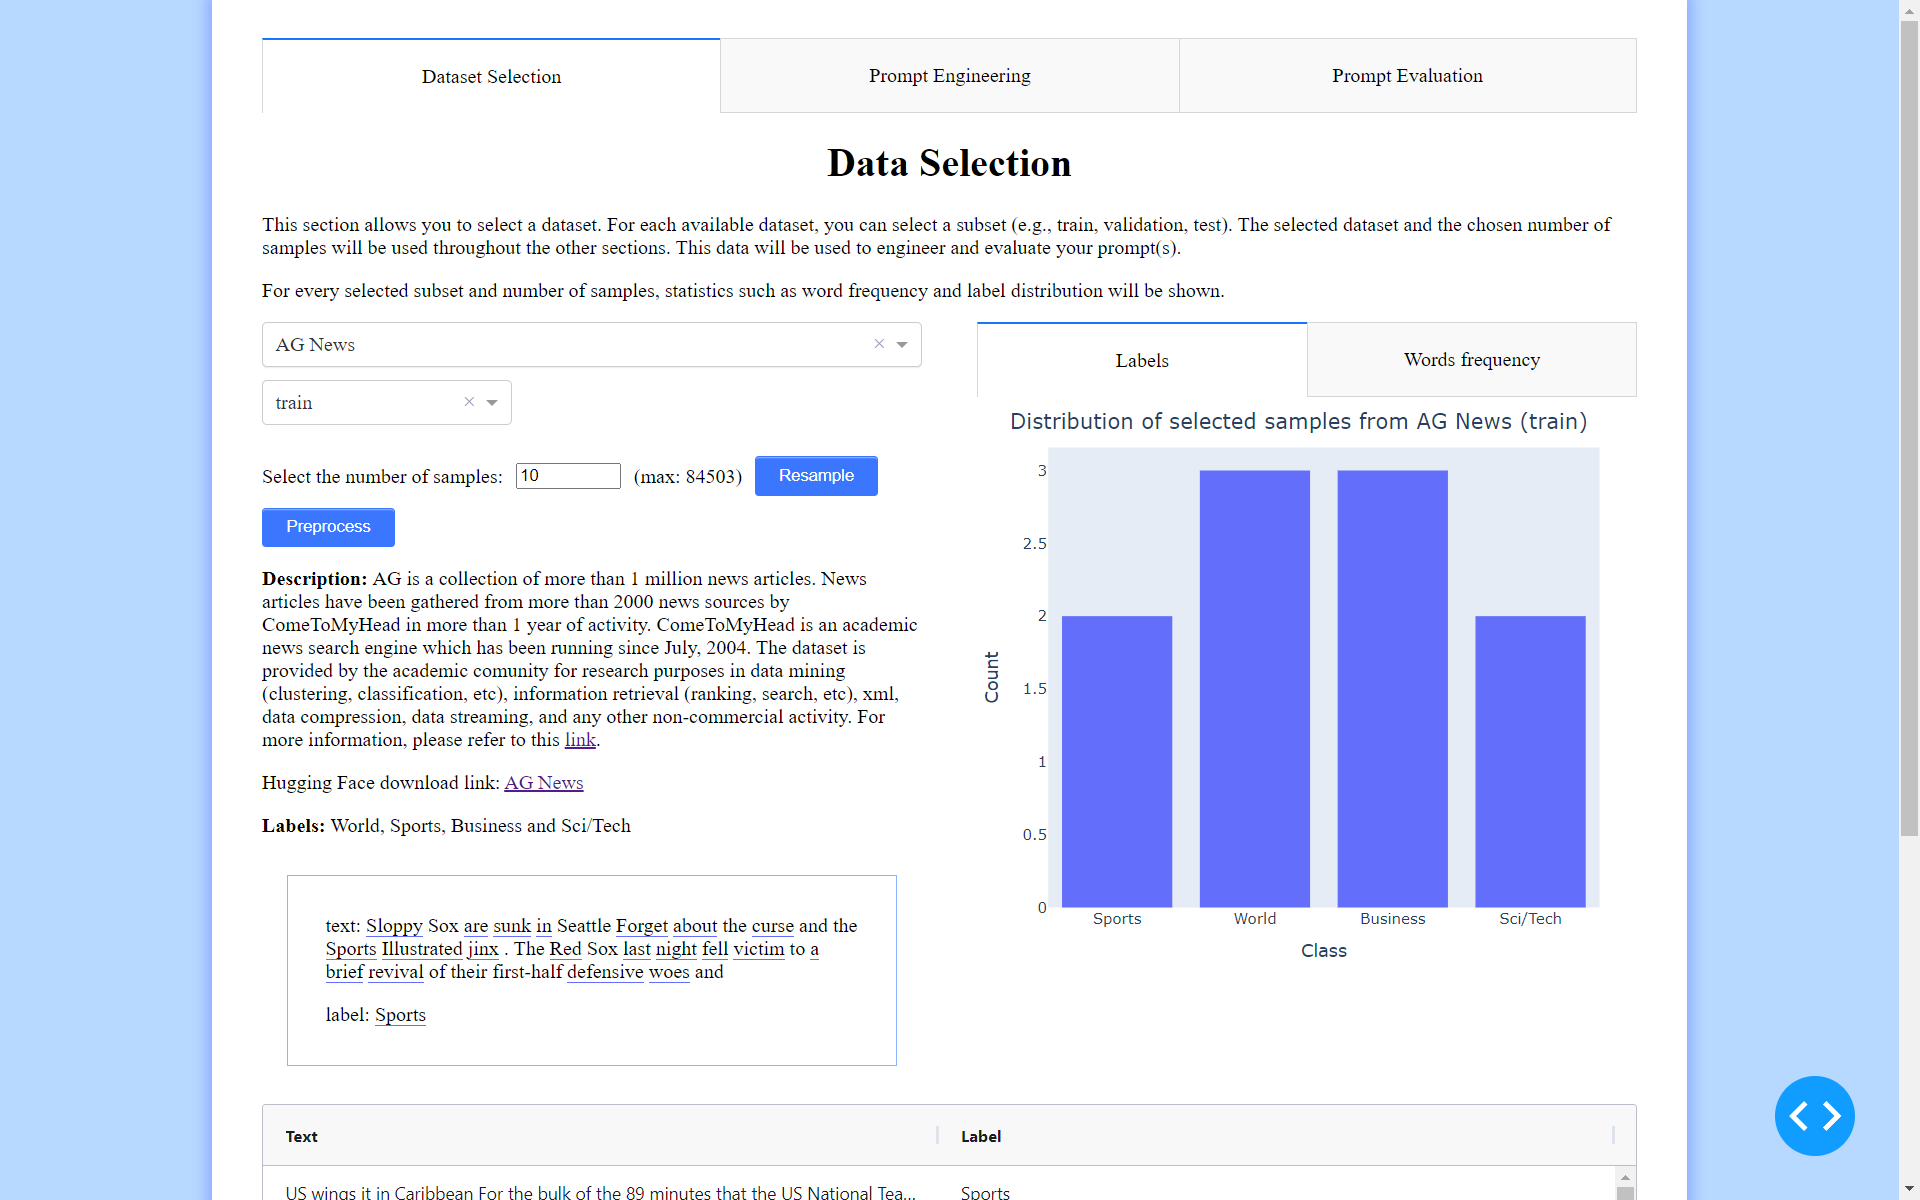 Dataset Selection
Prompt Engineering
Prompt Evaluation
Data Selection
This section allows you to select a dataset. For each available dataset, you can select a subset (e.g., train, validation, test). The selected dataset and the chosen number of
samples will be used throughout the other sections. This data will be used to engineer and evaluate your prompt(s).
For every selected subset and number of samples, statistics such as word frequency and label distribution will be shown.
AG News
train
Select the number of samples: 10 (max: 84503) Resample
Preprocess
Description: AG is a collection of more than 1 million news articles. News
articles have been gathered from more than 2000 news sources by
ComeToMyHead in more than 1 year of activity. ComeToMyHead is an academic
news search engine which has been running since July, 2004. The dataset is
provided by the academic comunity for research purposes in data mining
(clustering, classification, etc), information retrieval (ranking, search, etc), xml,
data compression, data streaming, and any other non-commercial activity. For
more information, please refer to this link.
Hugging Face download link: AG News
Labels: World, Sports, Business and Sci/Tech
text: Sloppy Sox are sunk in Seattle Forget about the curse and the
Sports Illustrated jinx . The Red Sox last night fell victim to a
brief revival of their first-half defensive woes and
label: Sports
Labels
Words frequency
Distribution of selected samples from AG News (train)
3
2.5
2
1.5
1
0.5
0
Count
Sports
World
Business
Sci/Tech
Class
Text
Label
US wings it in Caribbean For the bulk of the 89 minutes that the US National Tea...
Sports